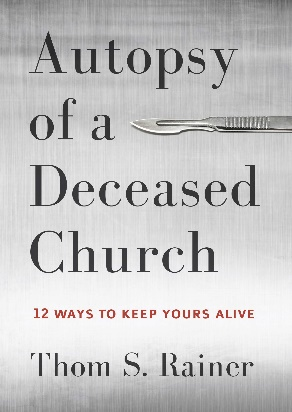 Autopsy
of a
Deceased
Church
12 WAYS TO KEEP YOURS ALIVE
Thom S. Rainer